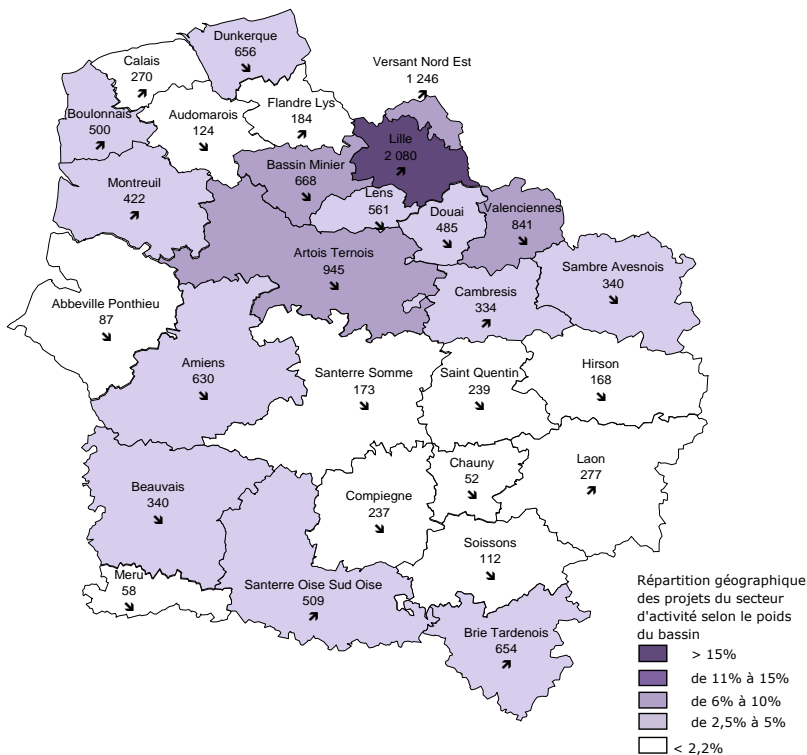 Dunkerque
656
↘
Calais
270
↗
Versant Nord Est
1 246
↗
Boulonnais
500
↗
Audomarois
124
↘
Flandre Lys
184
↗
Lille
2 080
↗
Bassin Minier
668
↘
Montreuil
422
↗
Lens
561
↘
Douai
485
↘
Valenciennes
841
↘
Artois Ternois
945
↘
Sambre Avesnois
340
↘
Cambresis
334
↗
Abbeville Ponthieu
87
↘
Amiens
630
↘
Santerre Somme
173
↘
Saint Quentin
239
↘
Hirson
168
↘
Chauny
52
↘
Laon
277
↗
Beauvais
340
↘
Compiegne
237
↘
Soissons
112
↘
Meru
58
↘
Santerre Oise Sud Oise
509
↗
Brie Tardenois
654
↗
Répartition géographique
des projets du secteur
d'activité selon le poids
du bassin
> 15%
de 11% à 15%
de 6% à 10%
de 2,5% à 5%
< 2,2%